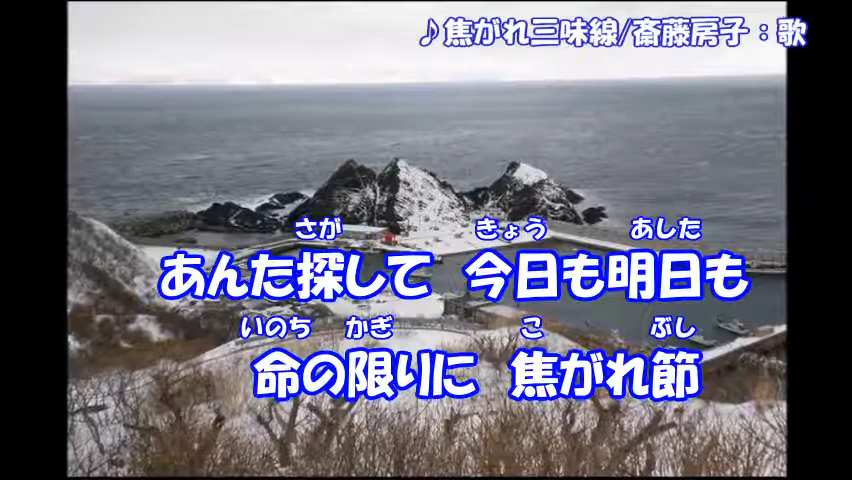 ♪焦がれ三味線/斎藤房子：歌
さが きょう あした
あんた探して 今日も明日も
いのち かぎ こ ぶし
命の限りに 焦がれ節